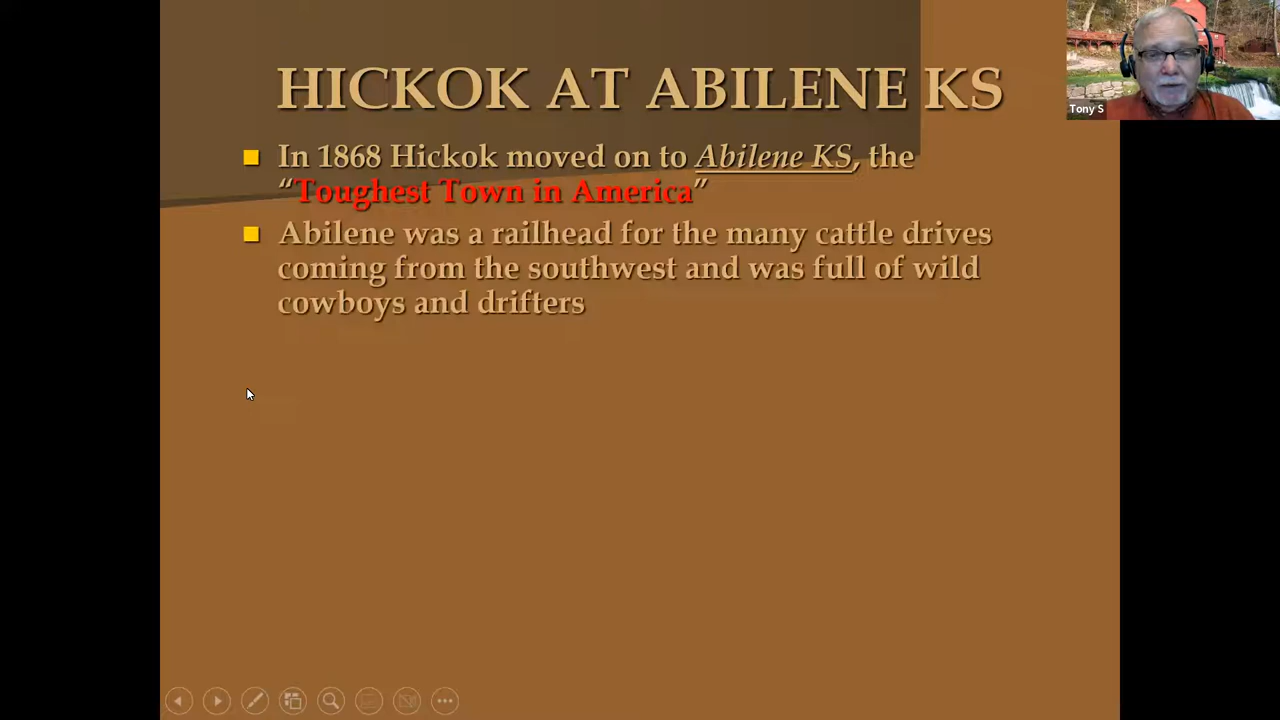 HICKOK AT ABILENE KS
In 1868 Hickok moved on to Abilene KS, the
“Toughest Town in America”
Abilene was a railhead for the many cattle drives
coming from the southwest and was full of wild
cowboys and drifters
Tony S